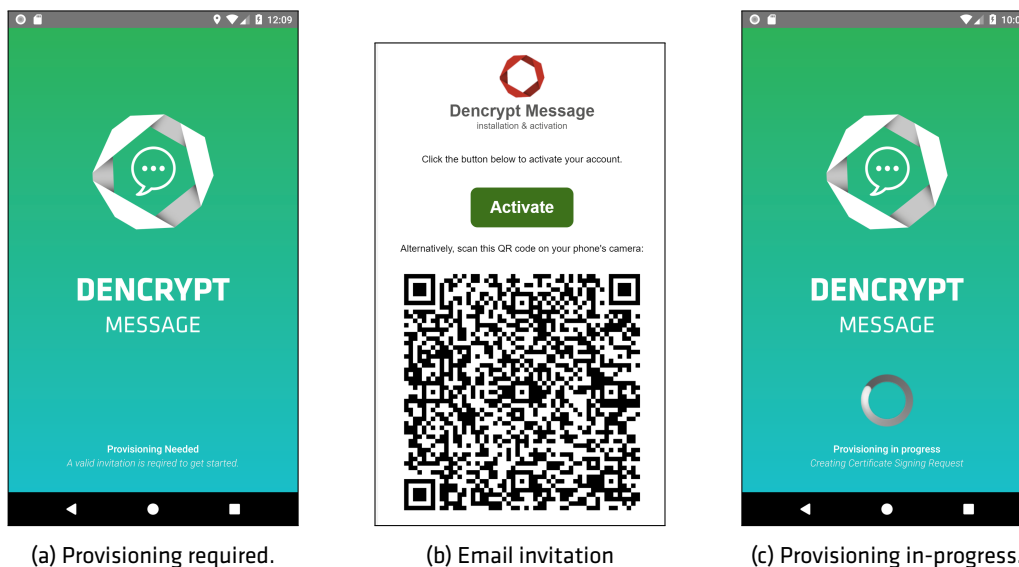 12:09
DENCRYPT
MESSAGE
Provisioning Needed
A valid invitation is reqired to get started.
(a) Provisioning required.
Dencrypt Message
installation & activation
Click the button below to activate your account.
Activate
Alternatively, scan this QR code on your phone's camera:
(b) Email invitation
DENCRYPT
MESSAGE
Provisioning in progress
Creating Certificate Signing Request
(c) Provisioning in-progress.